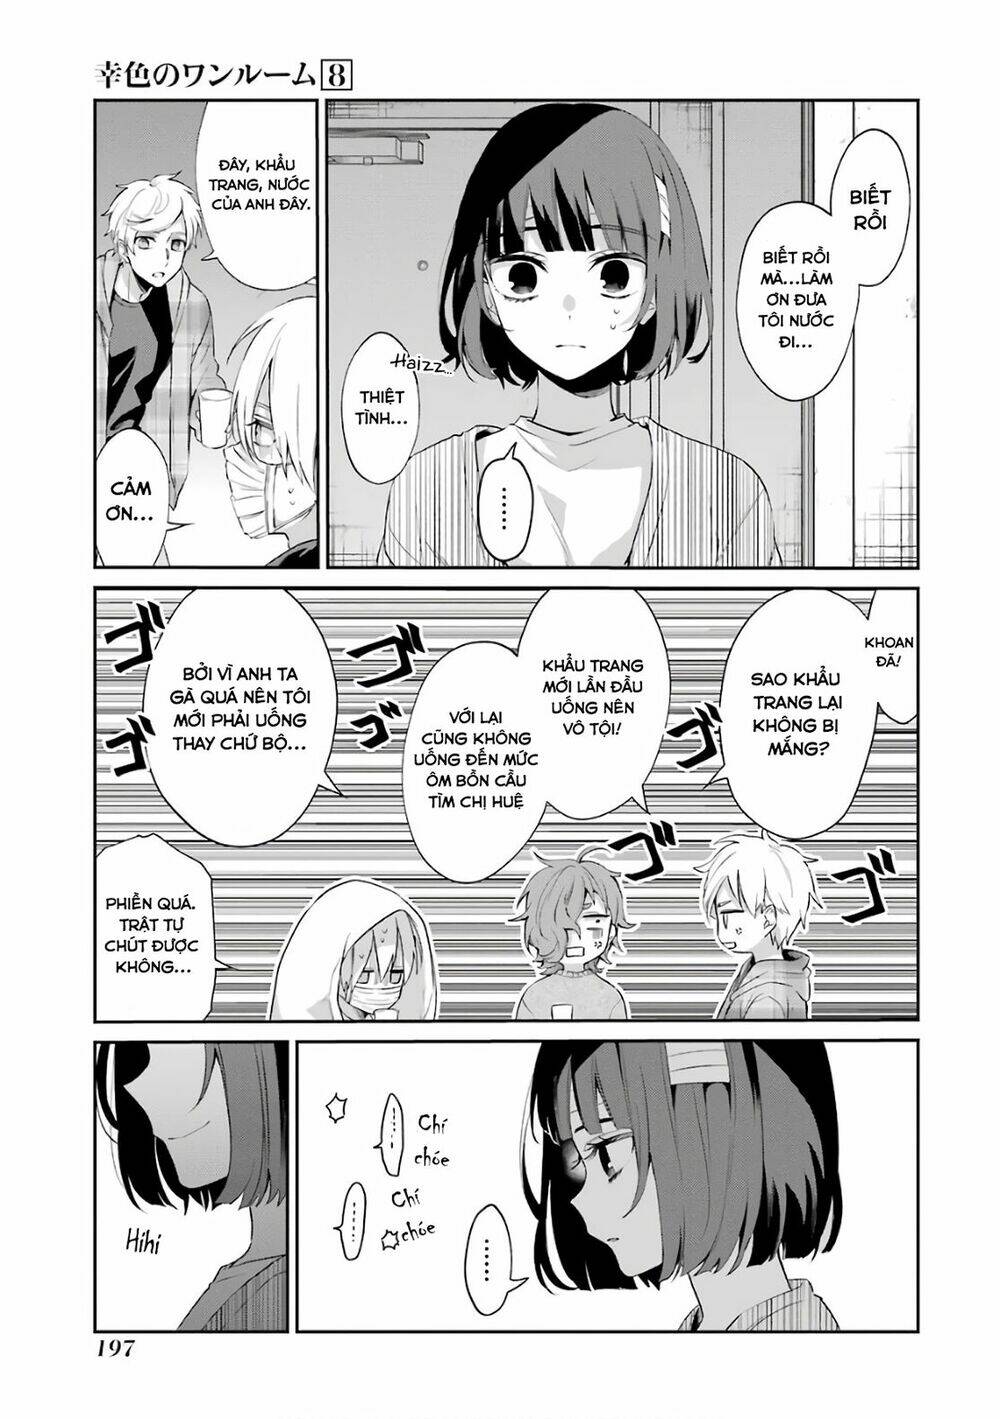 幸色のワンルーム 8
BIẾT
RỒI
BIẾT RỒI
MÀ...LÀM
ƠN ĐƯA
TÔI NƯỚC
ĐI...
Haizz...
THIỆT
TÌNH...
ĐÂY, KHẨU
TRANG, NƯỚC
CỦA ANH ĐÂY.
CẢM
ƠN...
KHOAN
ĐÃ!
SAO KHẨU
TRANG LẠI
KHÔNG BỊ
MẮNG?
KHẨU TRANG
MỚI LẦN ĐẦU
UỐNG NÊN
VÔ TỘI!
VỚI LẠI
CŨNG KHÔNG
UỐNG ĐẾN MỨC
ÔM BỒN CẦU
TÌM CHỊ HUỆ
BỞI VÌ ANH TA
GÀ QUÁ NÊN TÔI
MỚI PHẢI UỐNG
THAY CHỨ BỘ...
ゴ
ゴ
ゴ
ゴ
ゴ
ゴ
ゴ
PHIỀN QUÁ.
TRẬT TỰ
CHÚT ĐƯỢC
KHÔNG...
Chí
chóe
Chí
chóe
Hihi
197